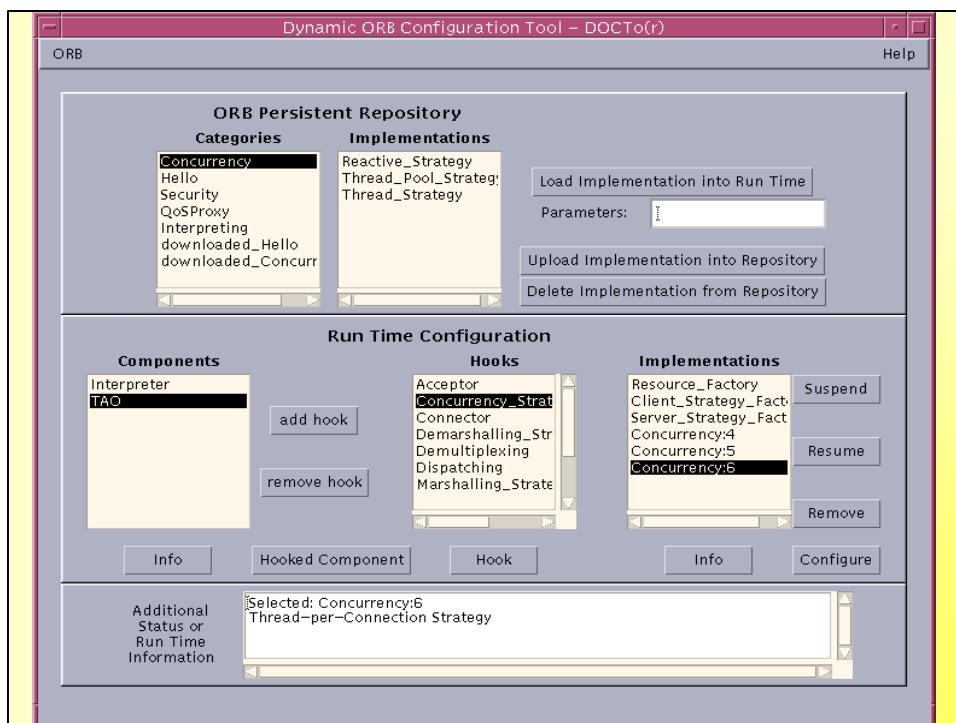 Dynamic ORB Configuration Tool – DOCTo(r)
ORB
Help
ORB Persistent Repository
Categories
Implementations
Concurrency
Hello
Security
QoSProxy
Interpreting
downloaded_Hello
downloaded_Concurr
Reactive_Strategy
Thread_Pool_Strateg
Thread_Strategy
Load Implementation into Run Time
Parameters:
Upload Implementation into Repository
Delete Implementation from Repository
Run Time Configuration
Components
Hooks
Implementations
Interpreter
TAO
add hook
remove hook
Acceptor
Concurrency_Strat
Connector
Demarshalling_Str
Demultiplexing
Dispatching
Marshalling_Strate
Resource_Factory
Client_Strategy_Fact
Server_Strategy_Fact
Concurrency:4
Concurrency:5
Concurrency:6
Suspend
Resume
Remove
Info
Hooked Component
Hook
Info
Configure
Additional
Status or
Run Time
Information
Selected: Concurrency:6
Thread–per–Connection Strategy